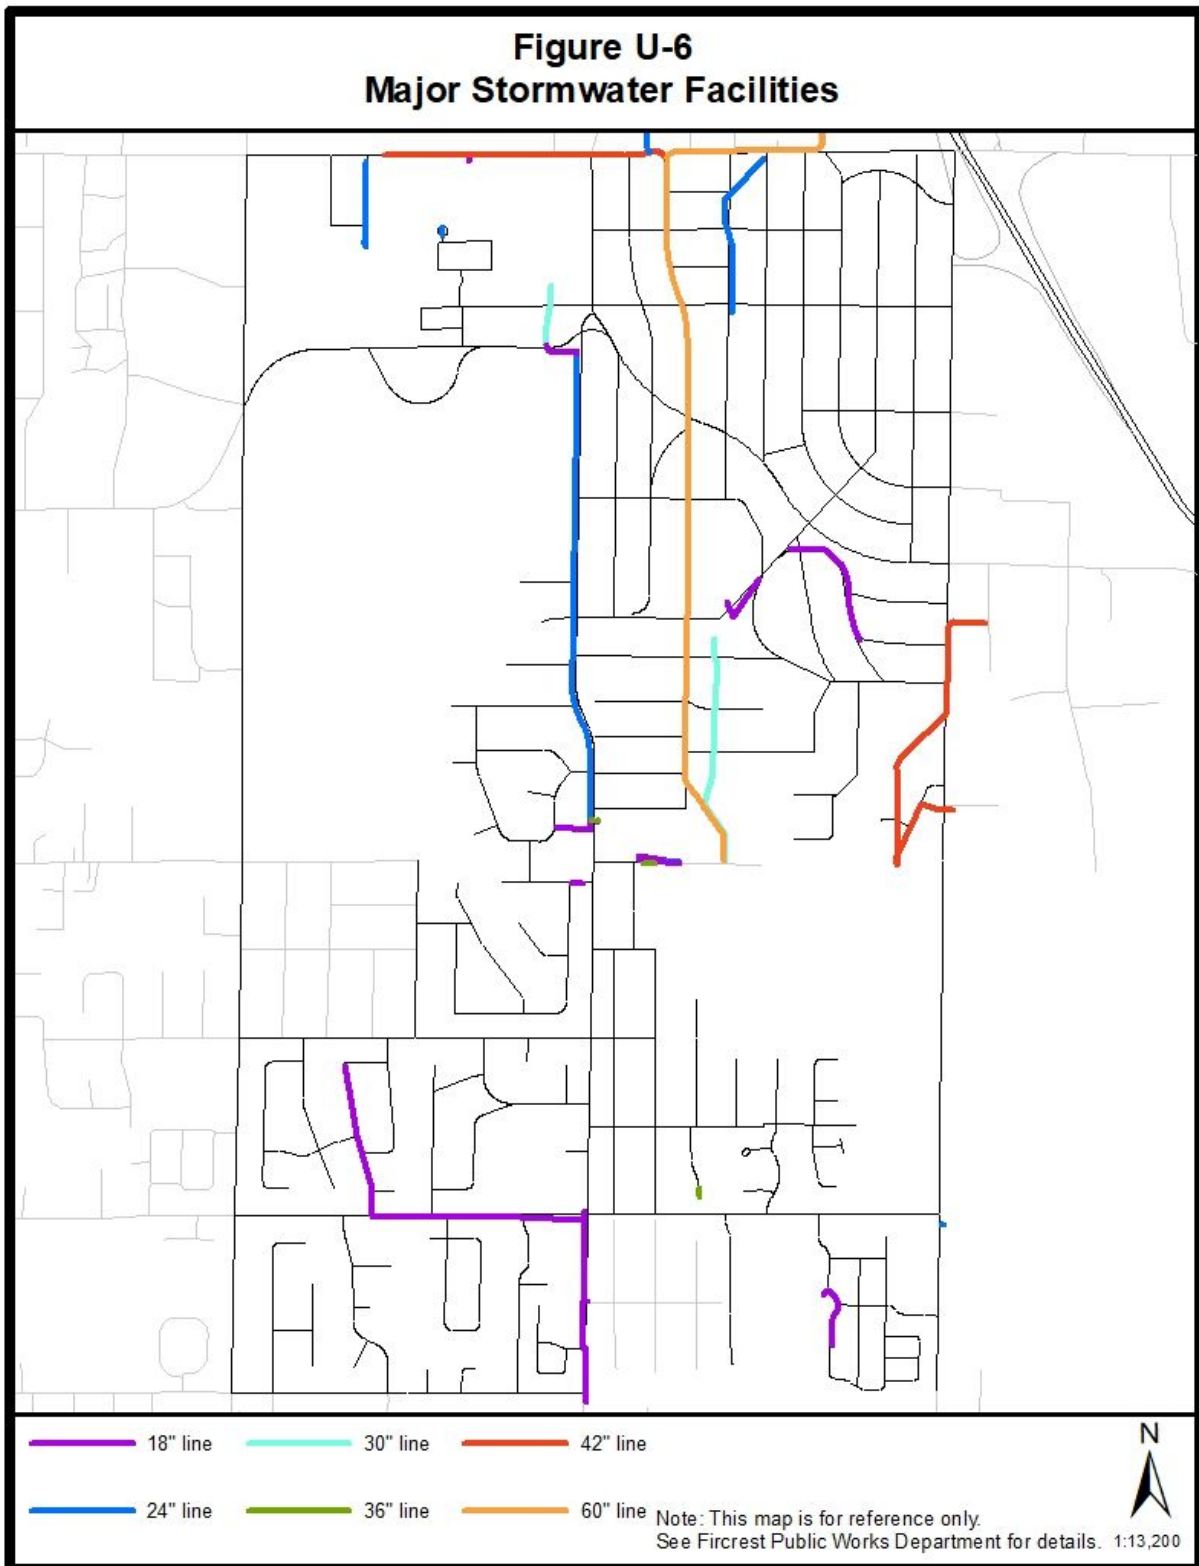 Figure U-6
Major Stormwater Facilities
18" line
30" line
42" line
24" line
36" line
60" line
Note: This map is for reference only.
See Fircrest Public Works Department for details.
N
1:13,200